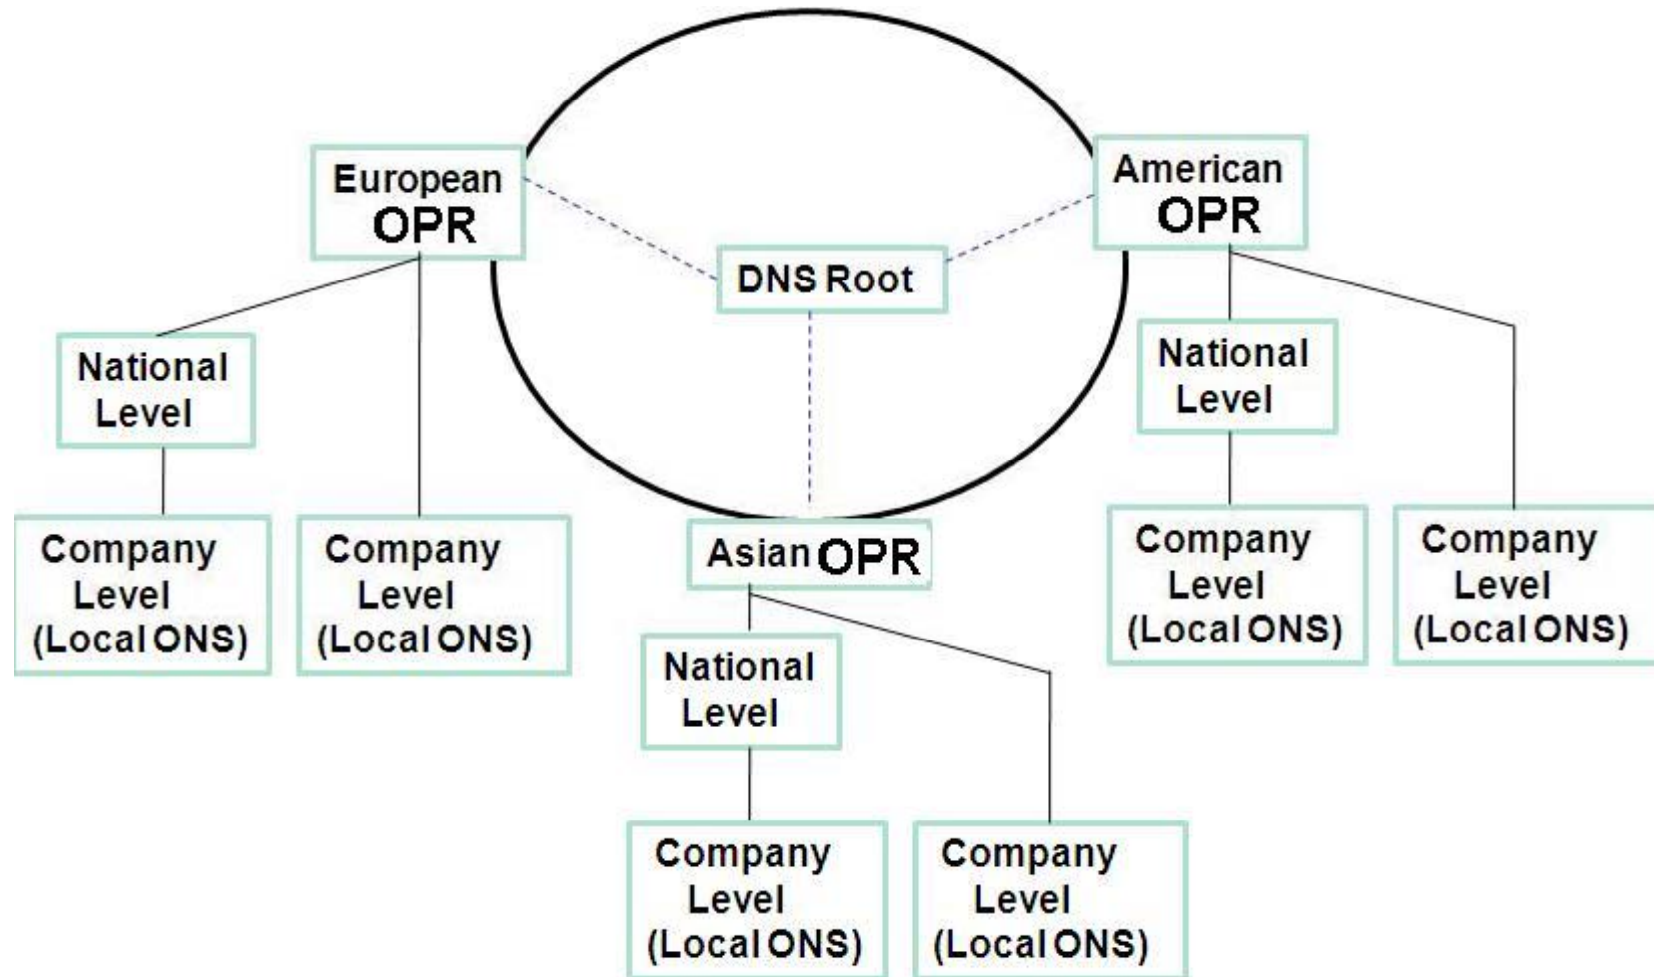 European
OPR
American
OPR
DNS Root
National
Level
National
Level
Company
Level
(Local ONS)
Company
Level
(Local ONS)
Asian OPR
Company
Level
(Local ONS)
Company
Level
(Local ONS)
National
Level
Company
Level
(Local ONS)
Company
Level
(Local ONS)